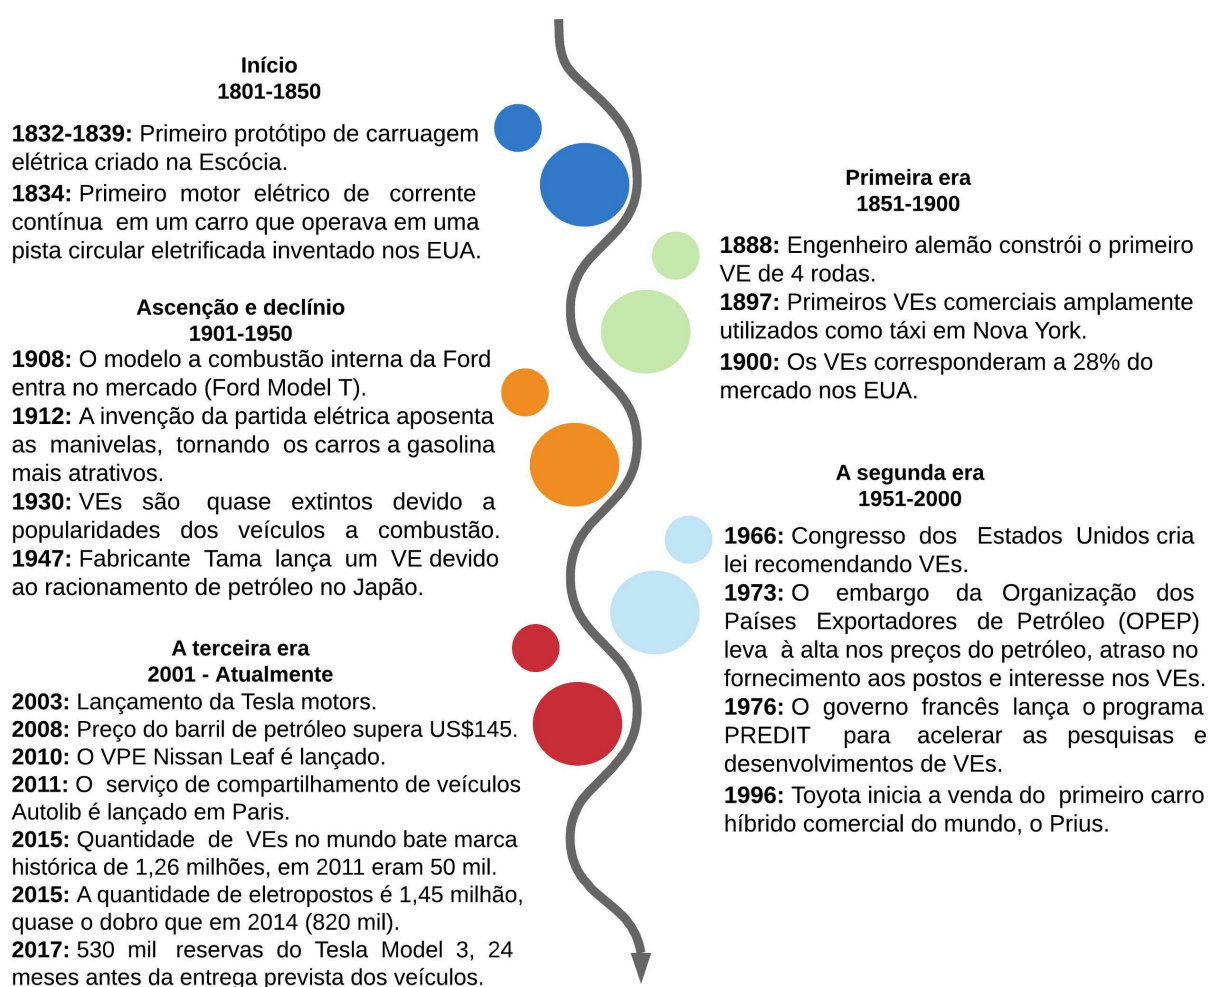 Início
1801-1850
1832-1839: Primeiro protótipo de carruagem
elétrica criado na Escócia.
1834: Primeiro motor elétrico de corrente
contínua em um carro que operava em uma
pista circular eletrificada inventado nos EUA.
Primeira era
1851-1900
1888: Engenheiro alemão constrói o primeiro
VE de 4 rodas.
1897: Primeiros VEs comerciais amplamente
utilizados como táxi em Nova York.
1900: Os VEs corresponderam a 28% do
mercado nos EUA.
Ascenção e declínio
1901-1950
1908: O modelo a combustão interna da Ford
entra no mercado (Ford Model T).
1912: A invenção da partida elétrica aposenta
as manivelas, tornando os carros a gasolina
mais atrativos.
1930: VEs são quase extintos devido a
popularidades dos veículos a combustão.
1947: Fabricante Tama lança um VE devido
ao racionamento de petróleo no Japão.
A segunda era
1951-2000
1966: Congresso dos Estados Unidos cria
lei recomendando VEs.
1973: O embargo da Organização dos
Países Exportadores de Petróleo (OPEP)
leva à alta nos preços do petróleo, atraso no
fornecimento aos postos e interesse nos VEs.
1976: O governo francês lança o programa
PREDIT para acelerar as pesquisas e
desenvolvimentos de VEs.
1996: Toyota inicia a venda do primeiro carro
híbrido comercial do mundo, o Prius.
A terceira era
2001 - Atualmente
2003: Lançamento da Tesla motors.
2008: Preço do barril de petróleo supera US$145.
2010: O VPE Nissan Leaf é lançado.
2011: O serviço de compartilhamento de veículos
Autolib é lançado em Paris.
2015: Quantidade de VEs no mundo bate marca
histórica de 1,26 milhões, em 2011 eram 50 mil.
2015: A quantidade de eletropostos é 1,45 milhão,
quase o dobro que em 2014 (820 mil).
2017: 530 mil reservas do Tesla Model 3, 24
meses antes da entrega prevista dos veículos.